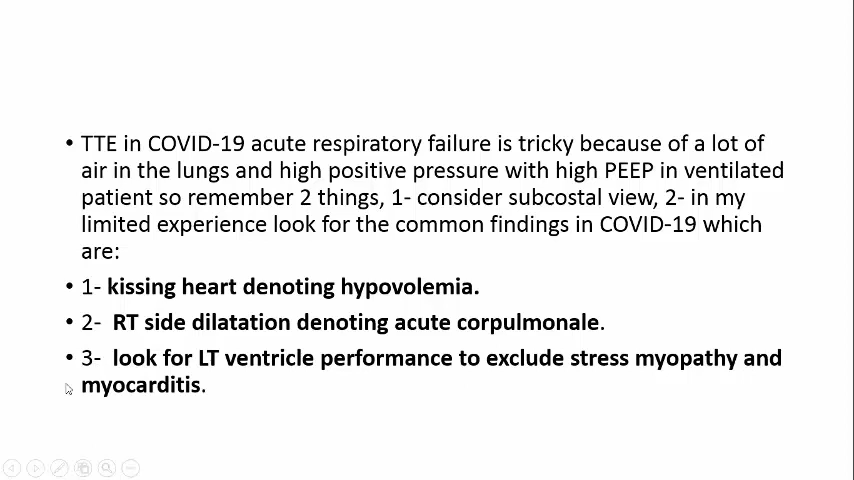 • TTE in COVID-19 acute respiratory failure is tricky because of a lot of
air in the lungs and high positive pressure with high PEEP in ventilated
patient so remember 2 things, 1- consider subcostal view, 2- in my
limited experience look for the common findings in COVID-19 which
are:
• 1- kissing heart denoting hypovolemia.
• 2- RT side dilatation denoting acute corpulmonale.
• 3- look for LT ventricle performance to exclude stress myopathy and
myocarditis.